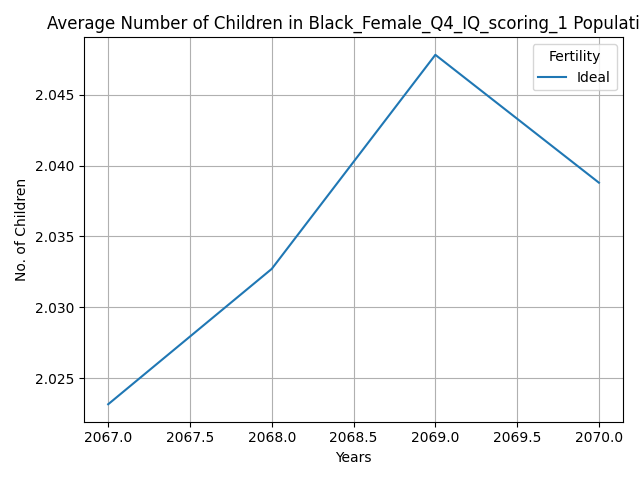 Average Number of Children in Black_Female_Q4_IQ_scoring_1 Populati
Fertility
Ideal
2.045
2.040
2.035
2.030
2.025
No. of Children
2067.0 2067.5 2068.0 2068.5 2069.0 2069.5 2070.0
Years